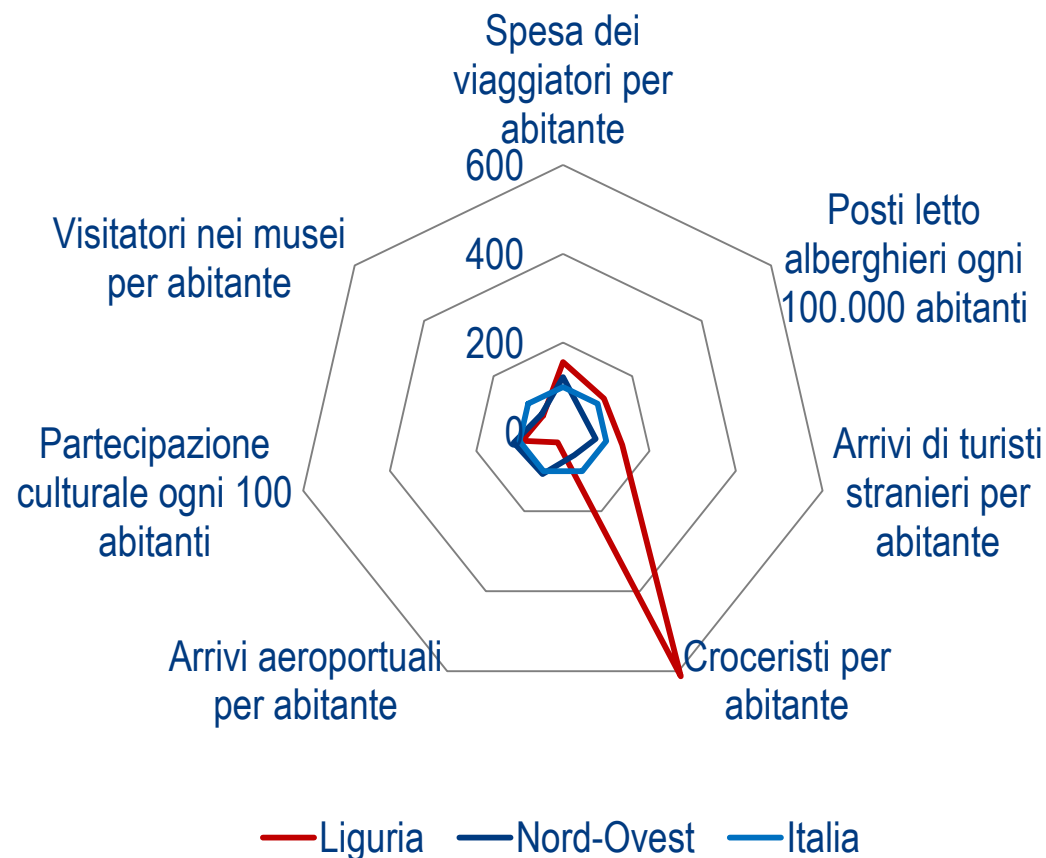 Spesa dei
viaggiatori per
abitante
600
400
200
0
Posti letto
alberghieri ogni
100.000 abitanti
Arrivi di turisti
stranieri per
abitante
Croceristi per
abitante
Arrivi aeroportuali
per abitante
Partecipazione
culturale ogni 100
abitanti
Visitatori nei musei
per abitante
Liguria
Nord-Ovest
Italia